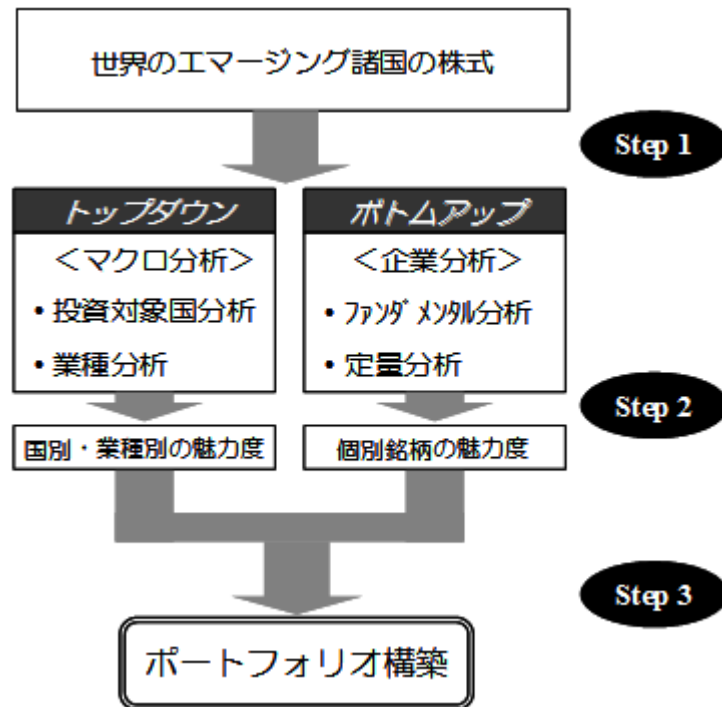 世界のエマージング諸国の株式
Step 1
トップダウン
＜マクロ分析＞
・投資対象国分析
・業種分析
ボトムアップ
＜企業分析＞
・ﾌｧﾝﾀﾞﾒﾝﾀﾙ分析
・定量分析
Step 2
国別・業種別の魅力度
個別銘柄の魅力度
Step 3
ポートフォリオ構築